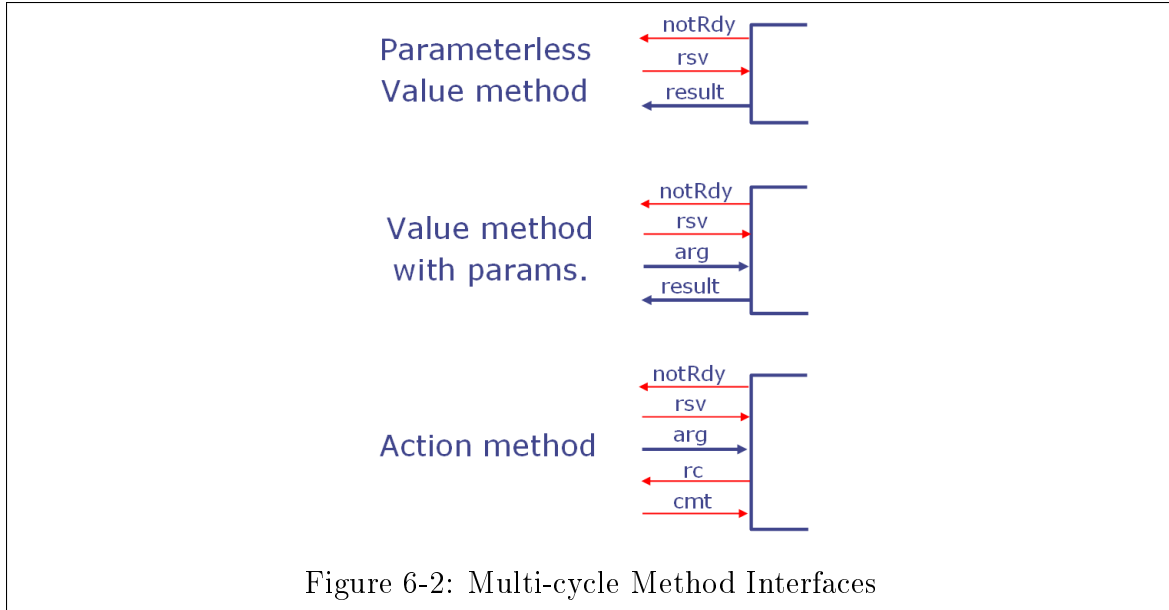 Parameterless
Value method
notRdy
rsv
result
Value method
with params.
notRdy
rsv
arg
result
Action method
notRdy
rsv
arg
rc
cmt
Figure 6-2: Multi-cycle Method Interfaces